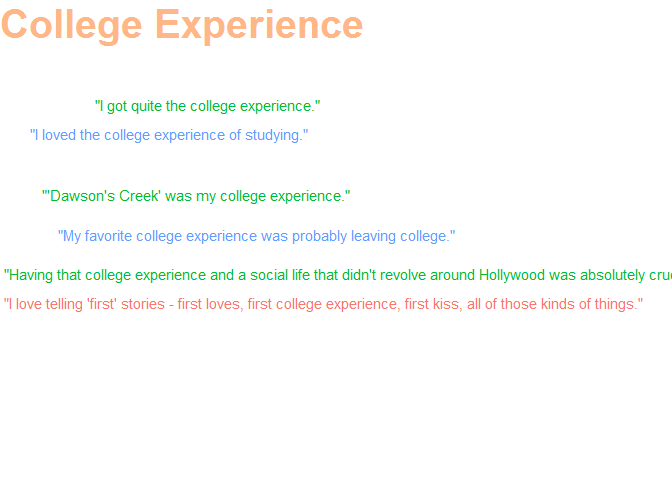 College Experience
"I got quite the college experience."
"I loved the college experience of studying."
"'Dawson's Creek' was my college experience."
"My favorite college experience was probably leaving college."
"Having that college experience and a social life that didn't revolve around Hollywood was absolutely
"I love telling 'first' stories - first loves, first college experience, first kiss, all of those kinds of things."